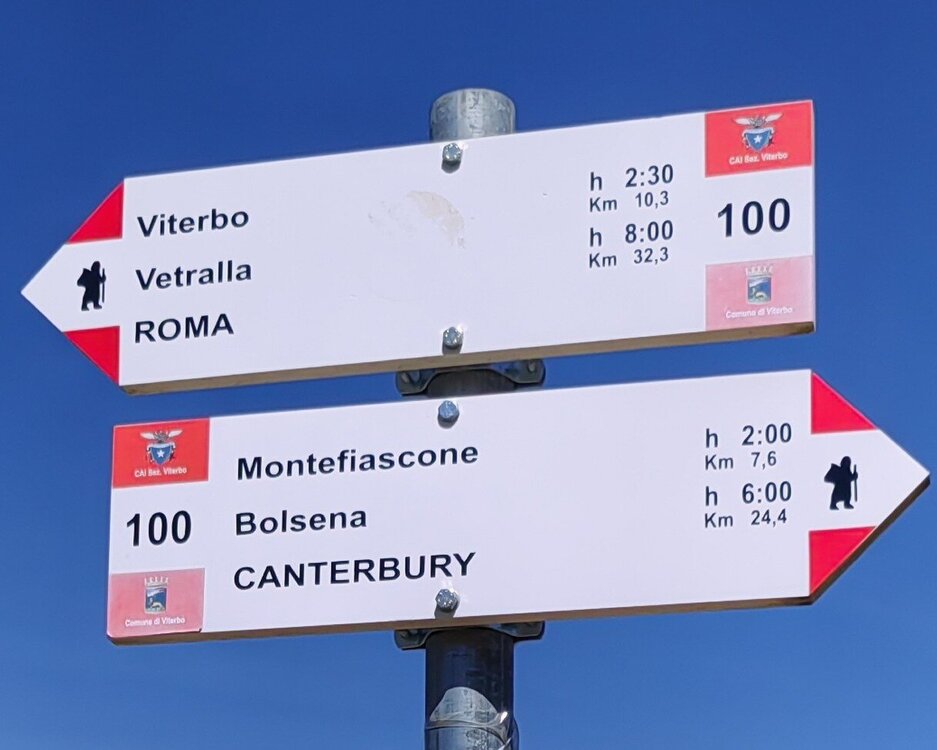 CAI Sez. Viterbo
Viterbo h 2:30
Km 10,3
Vetralla h 8:00
Km 32,3
ROMA
100
Comune di Viterbo
CAI Sez. Viterbo
100
Comune di Viterbo
Montefiascone h 2:00
Km 7,6
Bolsena h 6:00
Km 24,4
CANTERBURY